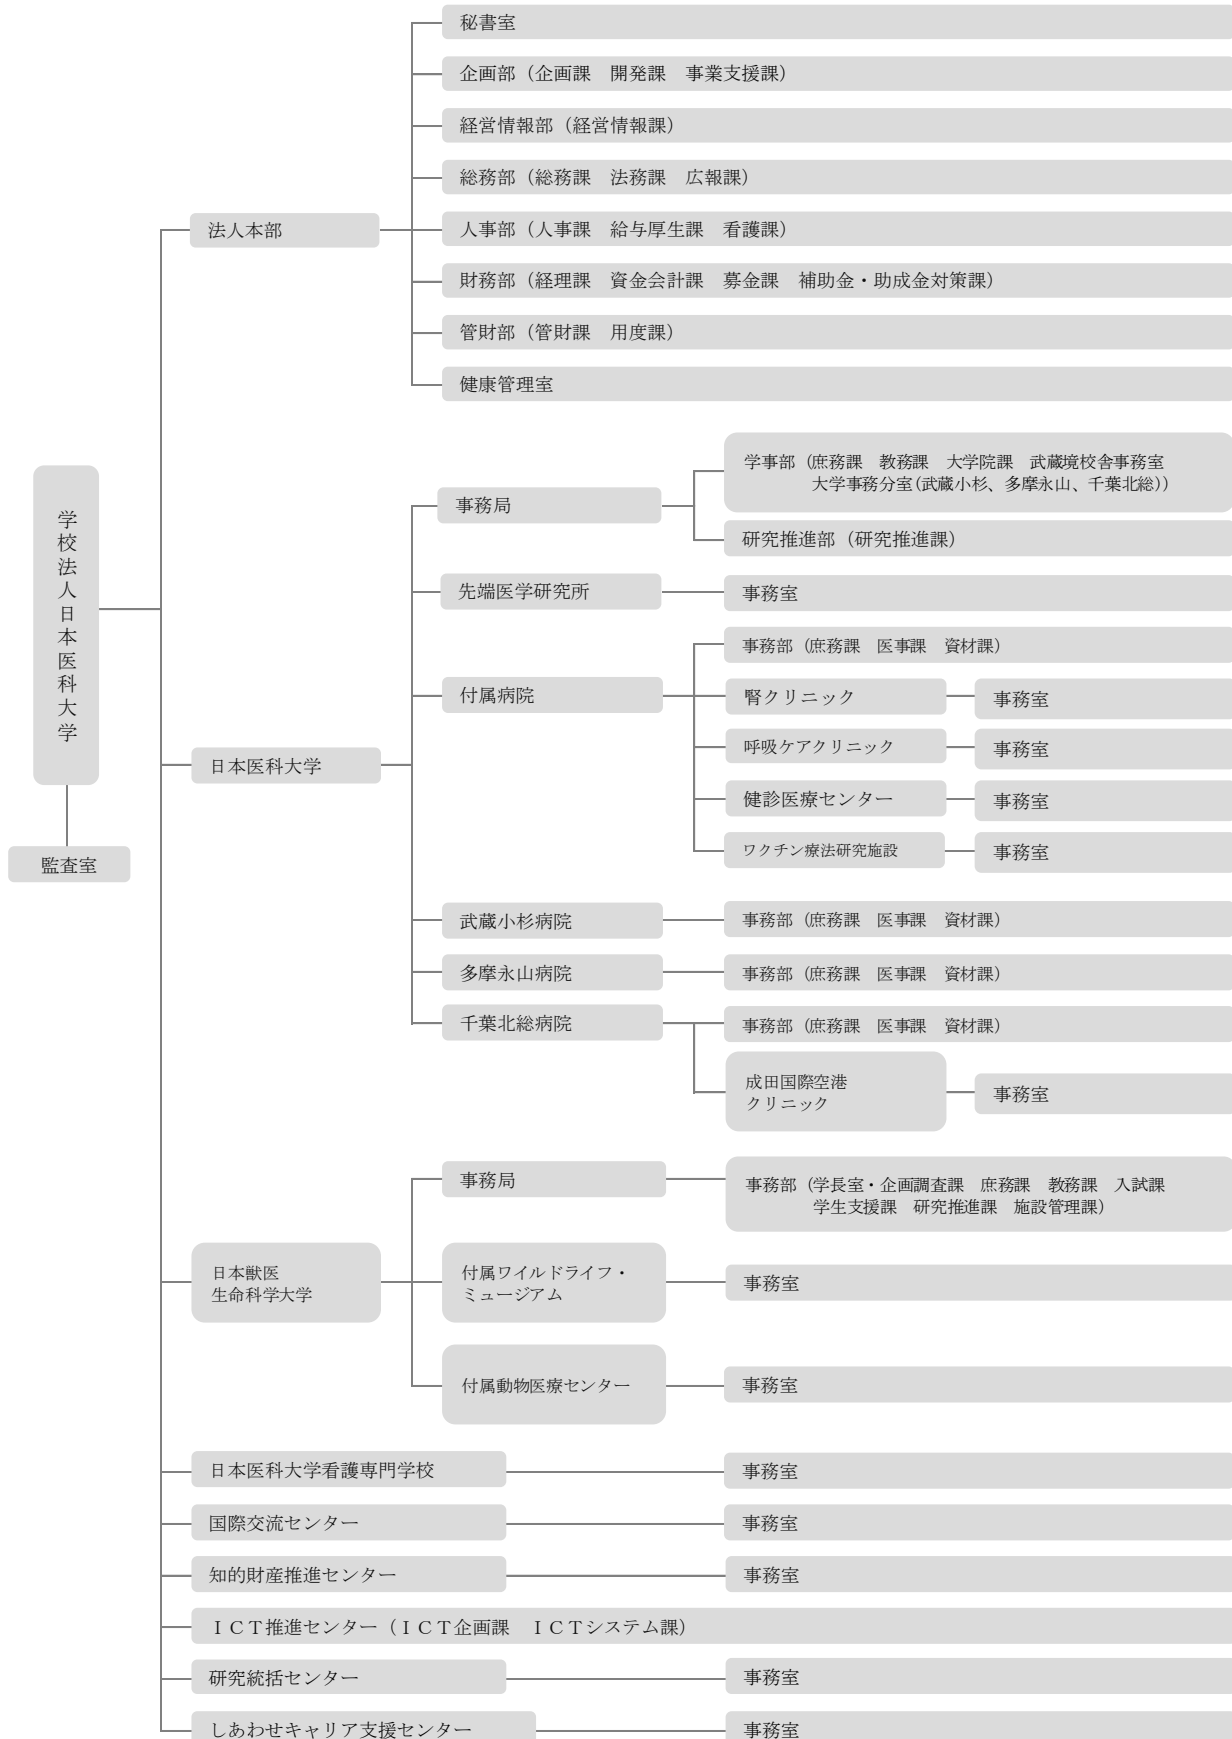 学校法人日本医科大学
監査室
法人本部
秘書室
企画部（企画課　開発課　事業支援課）
経営情報部（経営情報課）
総務部（総務課　法務課　広報課）
人事部（人事課　給与厚生課　看護課）
財務部（経理課　資金会計課　募金課　補助金・助成金対策課）
管財部（管財課　用度課）
健康管理室
日本医科大学
事務局
学事部（庶務課　教務課　大学院課　武蔵境校舎事務室
大学事務分室（武蔵小杉、多摩永山、千葉北総））
研究推進部（研究推進課）
先端医学研究所
事務室
付属病院
事務部（庶務課　医事課　資材課）
腎クリニック
事務室
呼吸ケアクリニック
事務室
健診医療センター
事務室
ワクチン療法研究施設
事務室
武蔵小杉病院
事務部（庶務課　医事課　資材課）
多摩永山病院
事務部（庶務課　医事課　資材課）
千葉北総病院
事務部（庶務課　医事課　資材課）
成田国際空港
クリニック
事務室
日本獣医
生命科学大学
事務局
事務部（学長室・企画調査課　庶務課　教務課　入試課
学生支援課　研究推進課　施設管理課）
付属ワイルドライフ・
ミュージアム
事務室
付属動物医療センター
事務室
日本医科大学看護専門学校
事務室
国際交流センター
事務室
知的財産推進センター
事務室
ＩＣＴ推進センター（ＩＣＴ企画課　ＩＣＴシステム課）
研究統括センター
事務室
しあわせキャリア支援センター
事務室